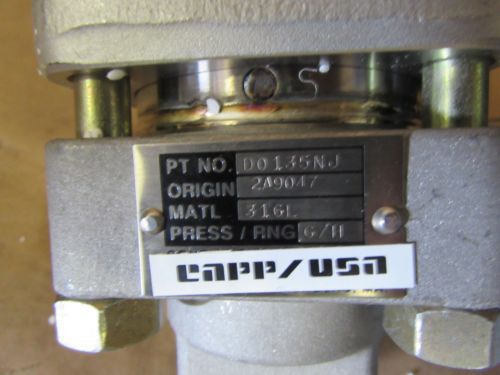 S
PT NO. D0135NJ
ORIGIN 2A9047
MATL 316L
PRESS / RNG G/H
CAPP/USA